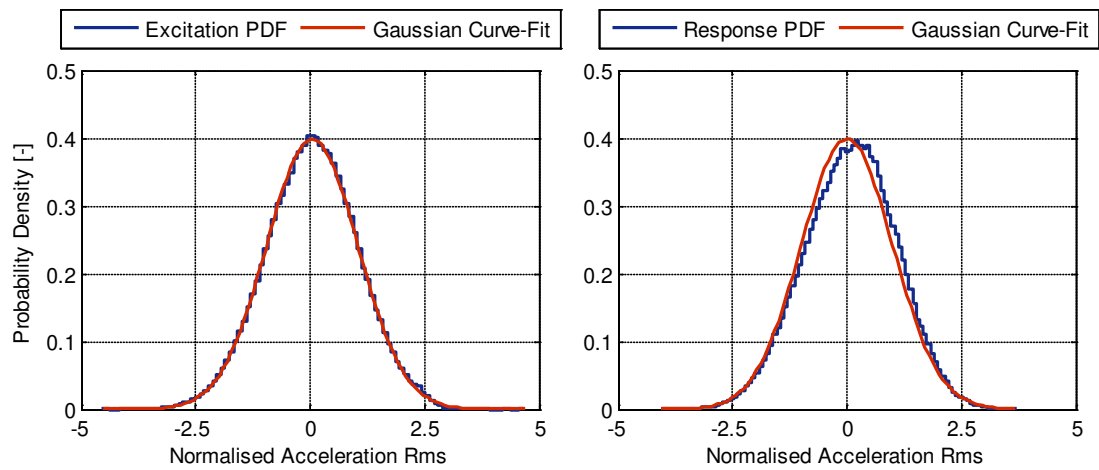 Excitation PDF Gaussian Curve-Fit
Response PDF Gaussian Curve-Fit
0.5
0.4
0.3
0.2
0.1
0
Probability Density [-]
-5 -2.5 0 2.5 5
Normalised Acceleration Rms
0.5
0.4
0.3
0.2
0.1
0
-5 -2.5 0 2.5 5
Normalised Acceleration Rms